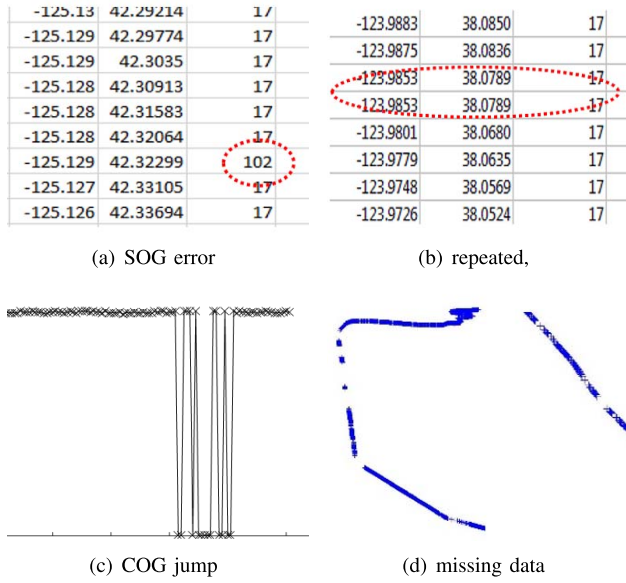 -125.13 42.29214 17
-125.129 42.29774 17
-125.129 42.3035 17
-125.128 42.30913 17
-125.128 42.31583 17
-125.128 42.32064 17
-125.129 42.32299 102
-125.127 42.33105 17
-125.126 42.33694 17
(a) SOG error
-123.9883 38.0850 17
-123.9875 38.0836 17
-123.9853 38.0789 17
-123.9853 38.0789 17
-123.9801 38.0680 17
-123.9779 38.0635 17
-123.9748 38.0569 17
-123.9726 38.0524 17
(b) repeated,
(c) COG jump
(d) missing data